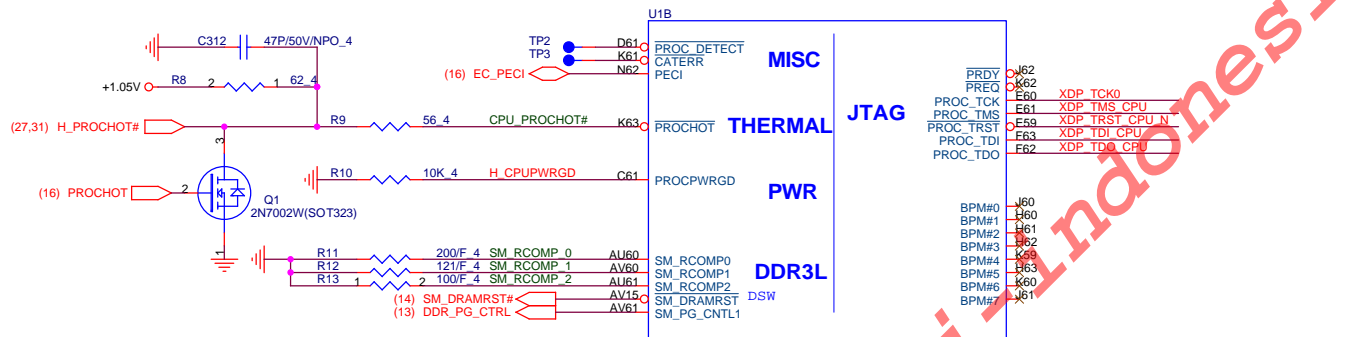 U1B
C312 47P/50V/NPO_4
R8 2 1 62_4
+1.05V
(27,31) H_PROCHOT#
R9 56_4 CPU_PROCHOT# K63 PROCHOT
3
(16) PROCHOT 2
Q1
2N7002W(SOT323)
1
TP2 D61 PROC_DETECT
TP3 K61 CATERR
(16) EC_PECI N62 PECI
R10 10K_4 H_CPUPWRGD C61 PROCPWRGD
R11 200/F_4 SM_RCOMP_0 AU60 SM_RCOMP0
R12 121/F_4 SM_RCOMP_1 AV60 SM_RCOMP1
R13 1 2 100/F_4 SM_RCOMP_2 AU61 SM_RCOMP2
(14) SM_DRAMRST# AV15 SM_DRAMRST DSW
(13) DDR_PG_CTRL AV61 SM_PG_CNTL1
MISC
THERMAL
PWR
DDR3L
JTAG
PRDY J62
PREQ K62
PROC_TCK E60 XDP_TCK0
PROC_TMS E61 XDP_TMS_CPU
PROC_TRST E59 XDP_TRST_CPU_N
PROC_TDI F63 XDP_TDI_CPU
PROC_TDO F62 XDP_TDO_CPU
BPM#0 J60
BPM#1 H60
BPM#2 H61
BPM#3 H62
BPM#4 K59
BPM#5 H63
BPM#6 K60
BPM#7 J61
i-indones